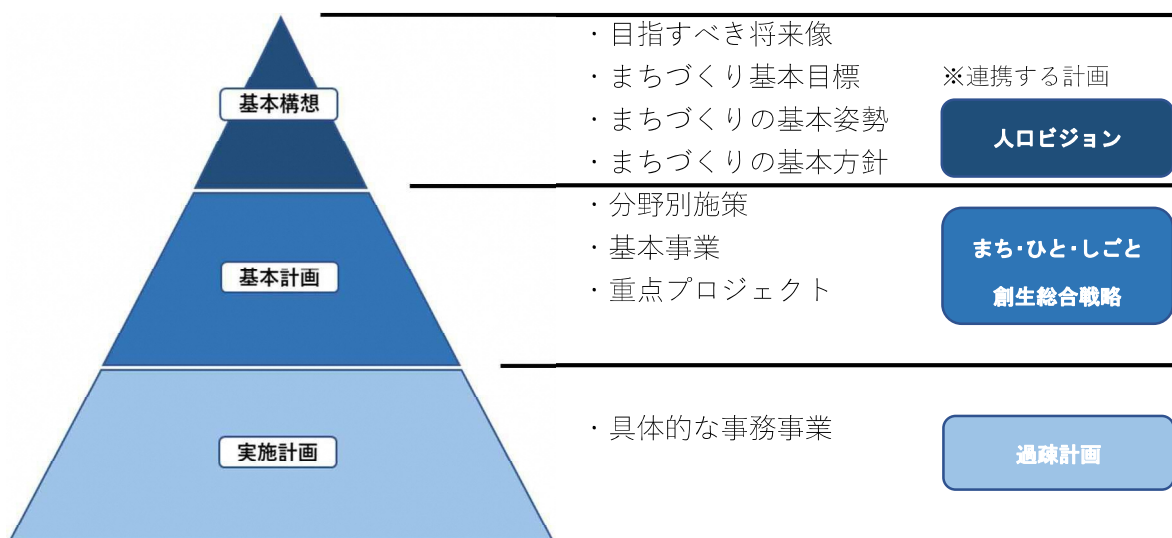 ・目指すべき将来像
・まちづくり基本目標
※連携する計画
基本構想
・まちづくりの基本姿勢
人口ビジョン
・まちづくりの基本方針
・分野別施策
・基本事業
まち・ひと・しごと
基本計画
・重点プロジェクト
創生総合戦略
・具体的な事務事業
実施計画
過疎計画